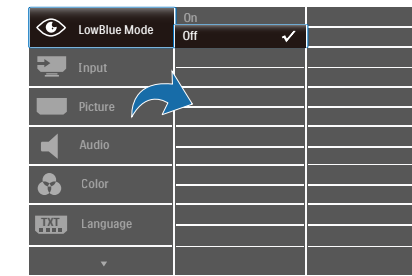 LowBlue Mode
On
Off
Input
Picture
Audio
Color
TXT
Language